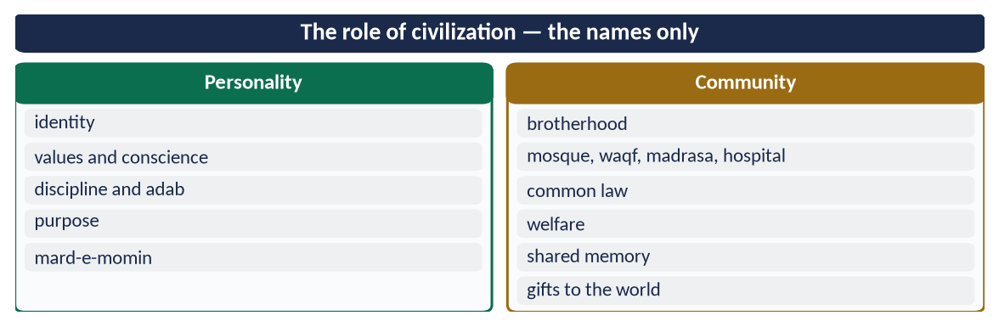 The role of civilization — the names only
Personality
identity
values and conscience
discipline and adab
purpose
mard-e-momin
Community
brotherhood
mosque, waqf, madrasa, hospital
common law
welfare
shared memory
gifts to the world